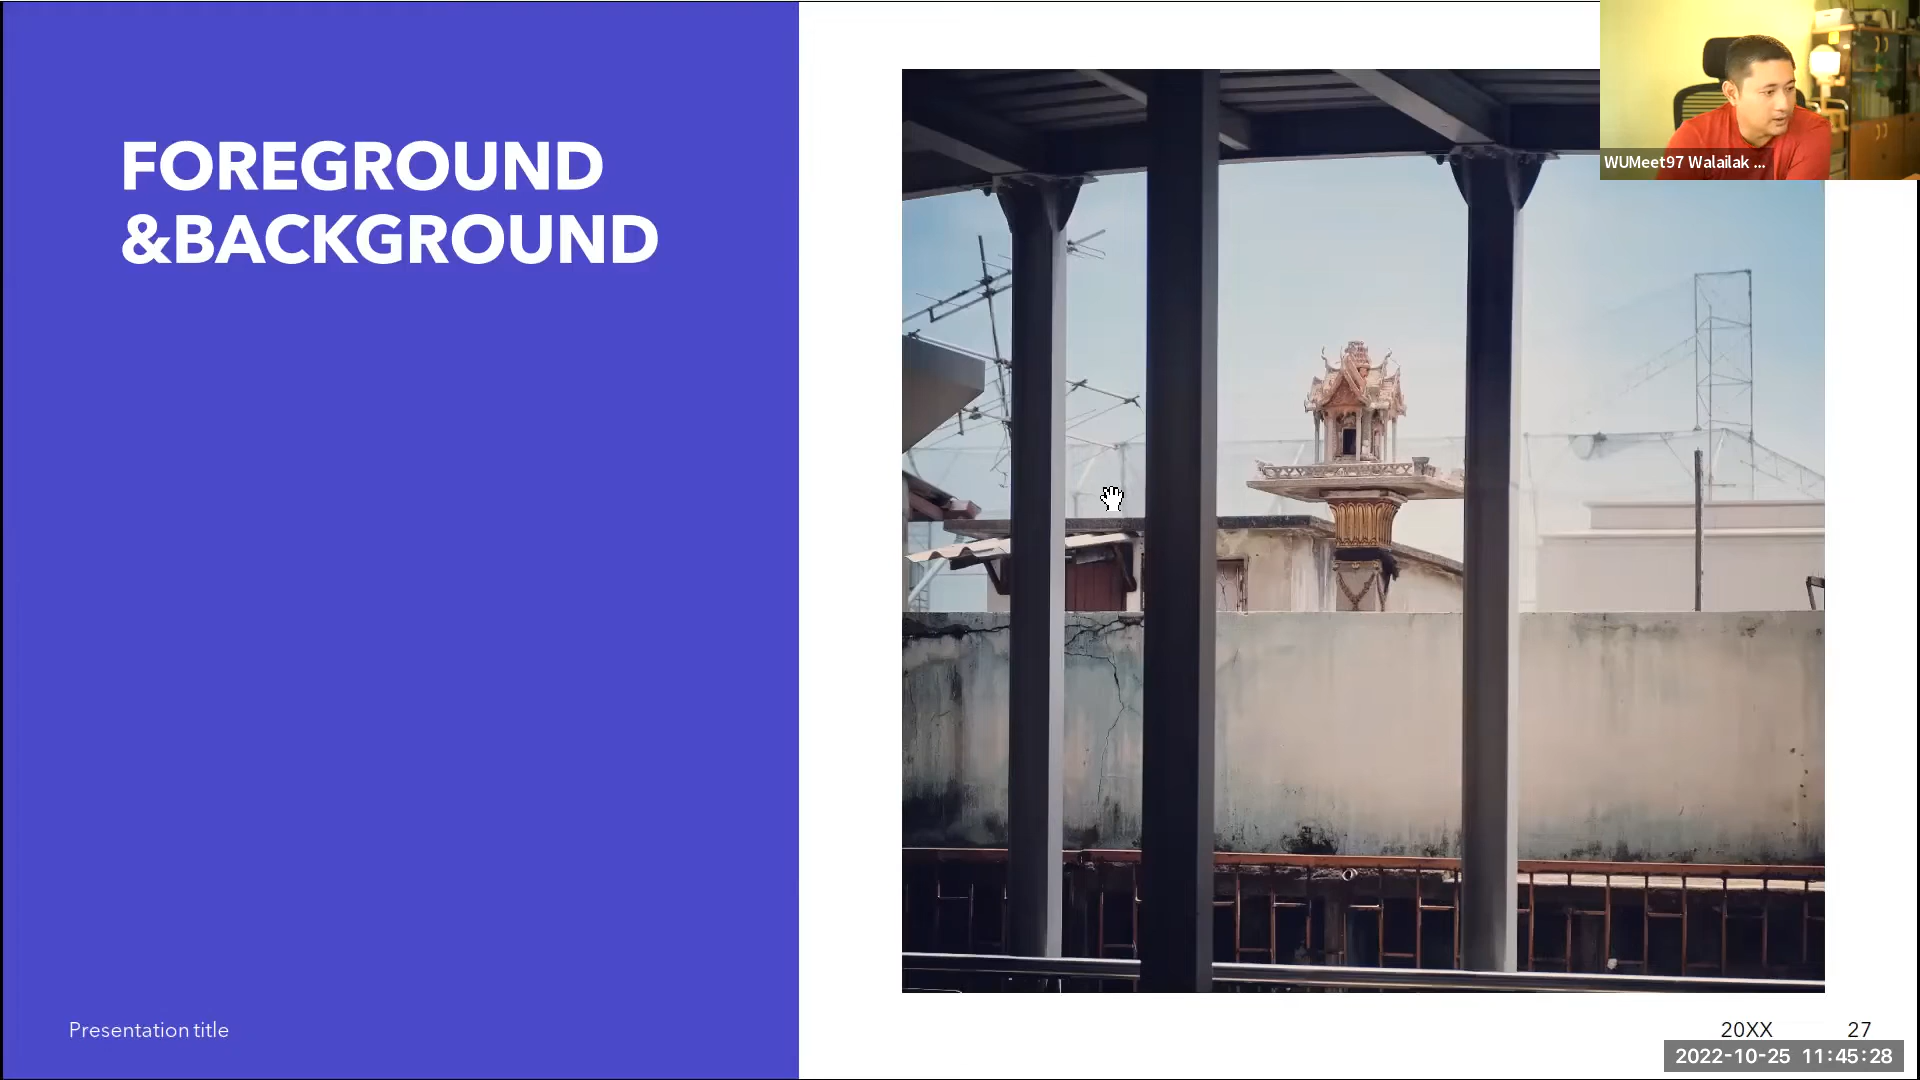 FOREGROUND
&BACKGROUND
WUMeet97 Walailak ...
Presentation title
20XX
27
2022-10-25 11:45:28